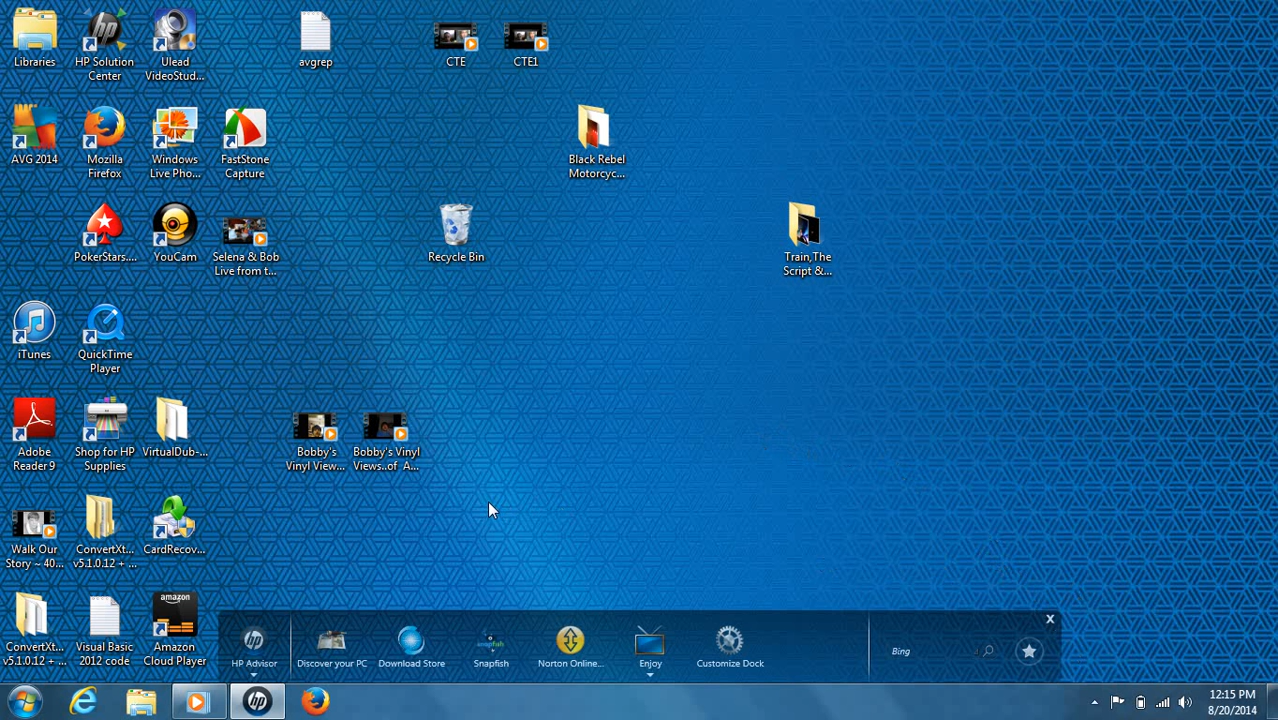 Libraries
HP Solution
Center
Ulead
VideoStud...
avgrep
CTE
CTE1
AVG 2014
Mozilla
Firefox
Windows
Live Pho...
FastStone
Capture
Black Rebel
Motorcyc...
PokerStars....
YouCam
Selena & Bob
Live from t...
Recycle Bin
Train,The
Script &...
iTunes
QuickTime
Player
Adobe
Reader 9
Shop for HP
Supplies
VirtualDub-...
Bobby's
Vinyl View...
Bobby's Vinyl
Views..of A...
Walk Our
Story ~ 40...
ConvertXt...
v5.1.0.12 + ...
CardRecov...
ConvertXt...
v5.1.0.12 + ...
Visual Basic
2012 code
amazon
Amazon
Cloud Player
hp
HP Advisor
Discover your PC
Download Store
snapfish
Snapfish
Norton Online...
Enjoy
Customize Dock
Bing
x
hp
12:15 PM
8/20/2014